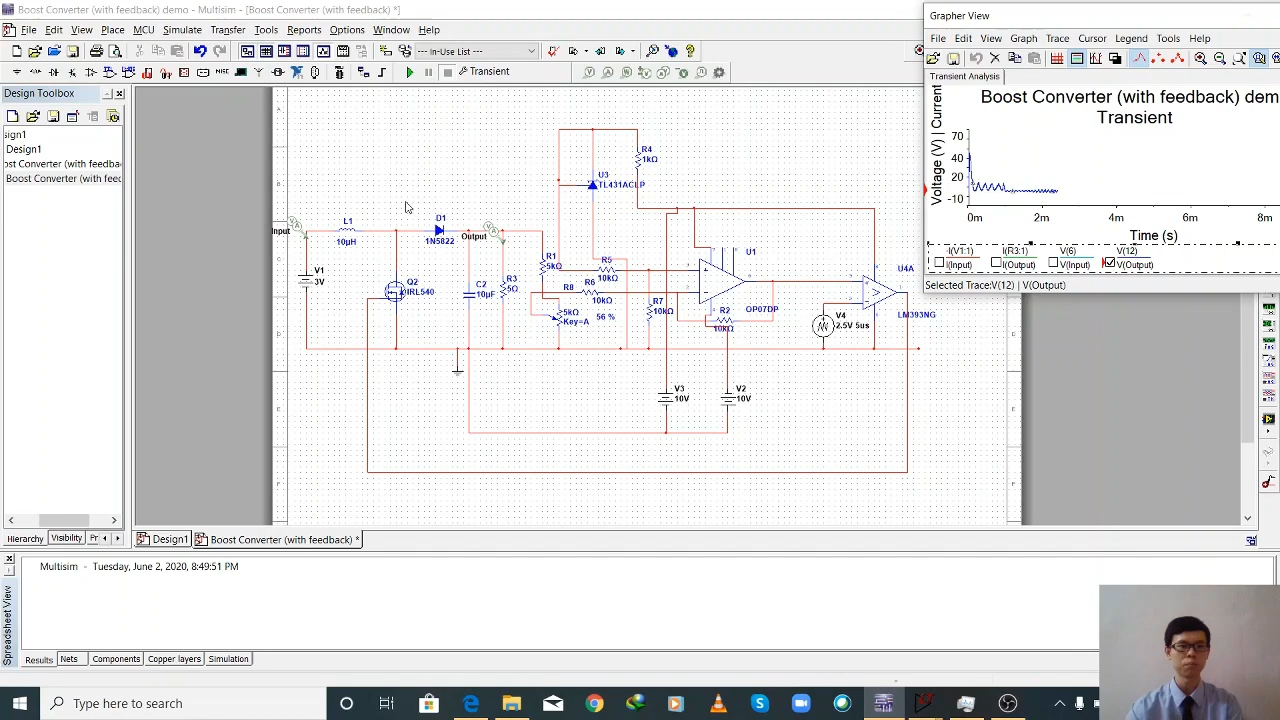 Boost Converter (with feedback) demo - Multisim - [Boost Converter (with feedback) *]
File Edit View Place MCU Simulate Transfer Tools Reports Options Window Help
--- In-Use List ---
Transient
Design Toolbox
sign1
Design1
ost Converter (with feedba
Boost Converter (with feed
Hierarchy Visibility Pr
Grapher View
File Edit View Graph Trace Cursor Legend Tools Help
Transient Analysis
Boost Converter (with feedback) dem
Transient
Voltage (V) | Current
70
40
20
-10
0m 2m 4m 6m 8m
Time (s)
I(V1:1) I(R3:1) V(6) V(12)
I(Input) I(Output) V(Input) V(Output)
Selected Trace:V(12) | V(Output)
R4
1kΩ
U3
TL431ACLP
L1
10µH
D1
1N5822
Input
Output
V1
3V
Q2
IRL540
C2
10µF
R3
5Ω
R1
5kΩ
R5
10kΩ
R8
R6
10kΩ
5kΩ
Key=A
56 %
R7
10kΩ
R2
10kΩ
U1
OP07DP
V4
2.5V 5us
U4A
LM393NG
V3
10V
V2
10V
Design1 Boost Converter (with feedback) *
Multisim - Tuesday, June 2, 2020, 8:49:51 PM
Spreadsheet View
Results Nets Components Copper layers Simulation
Type here to search